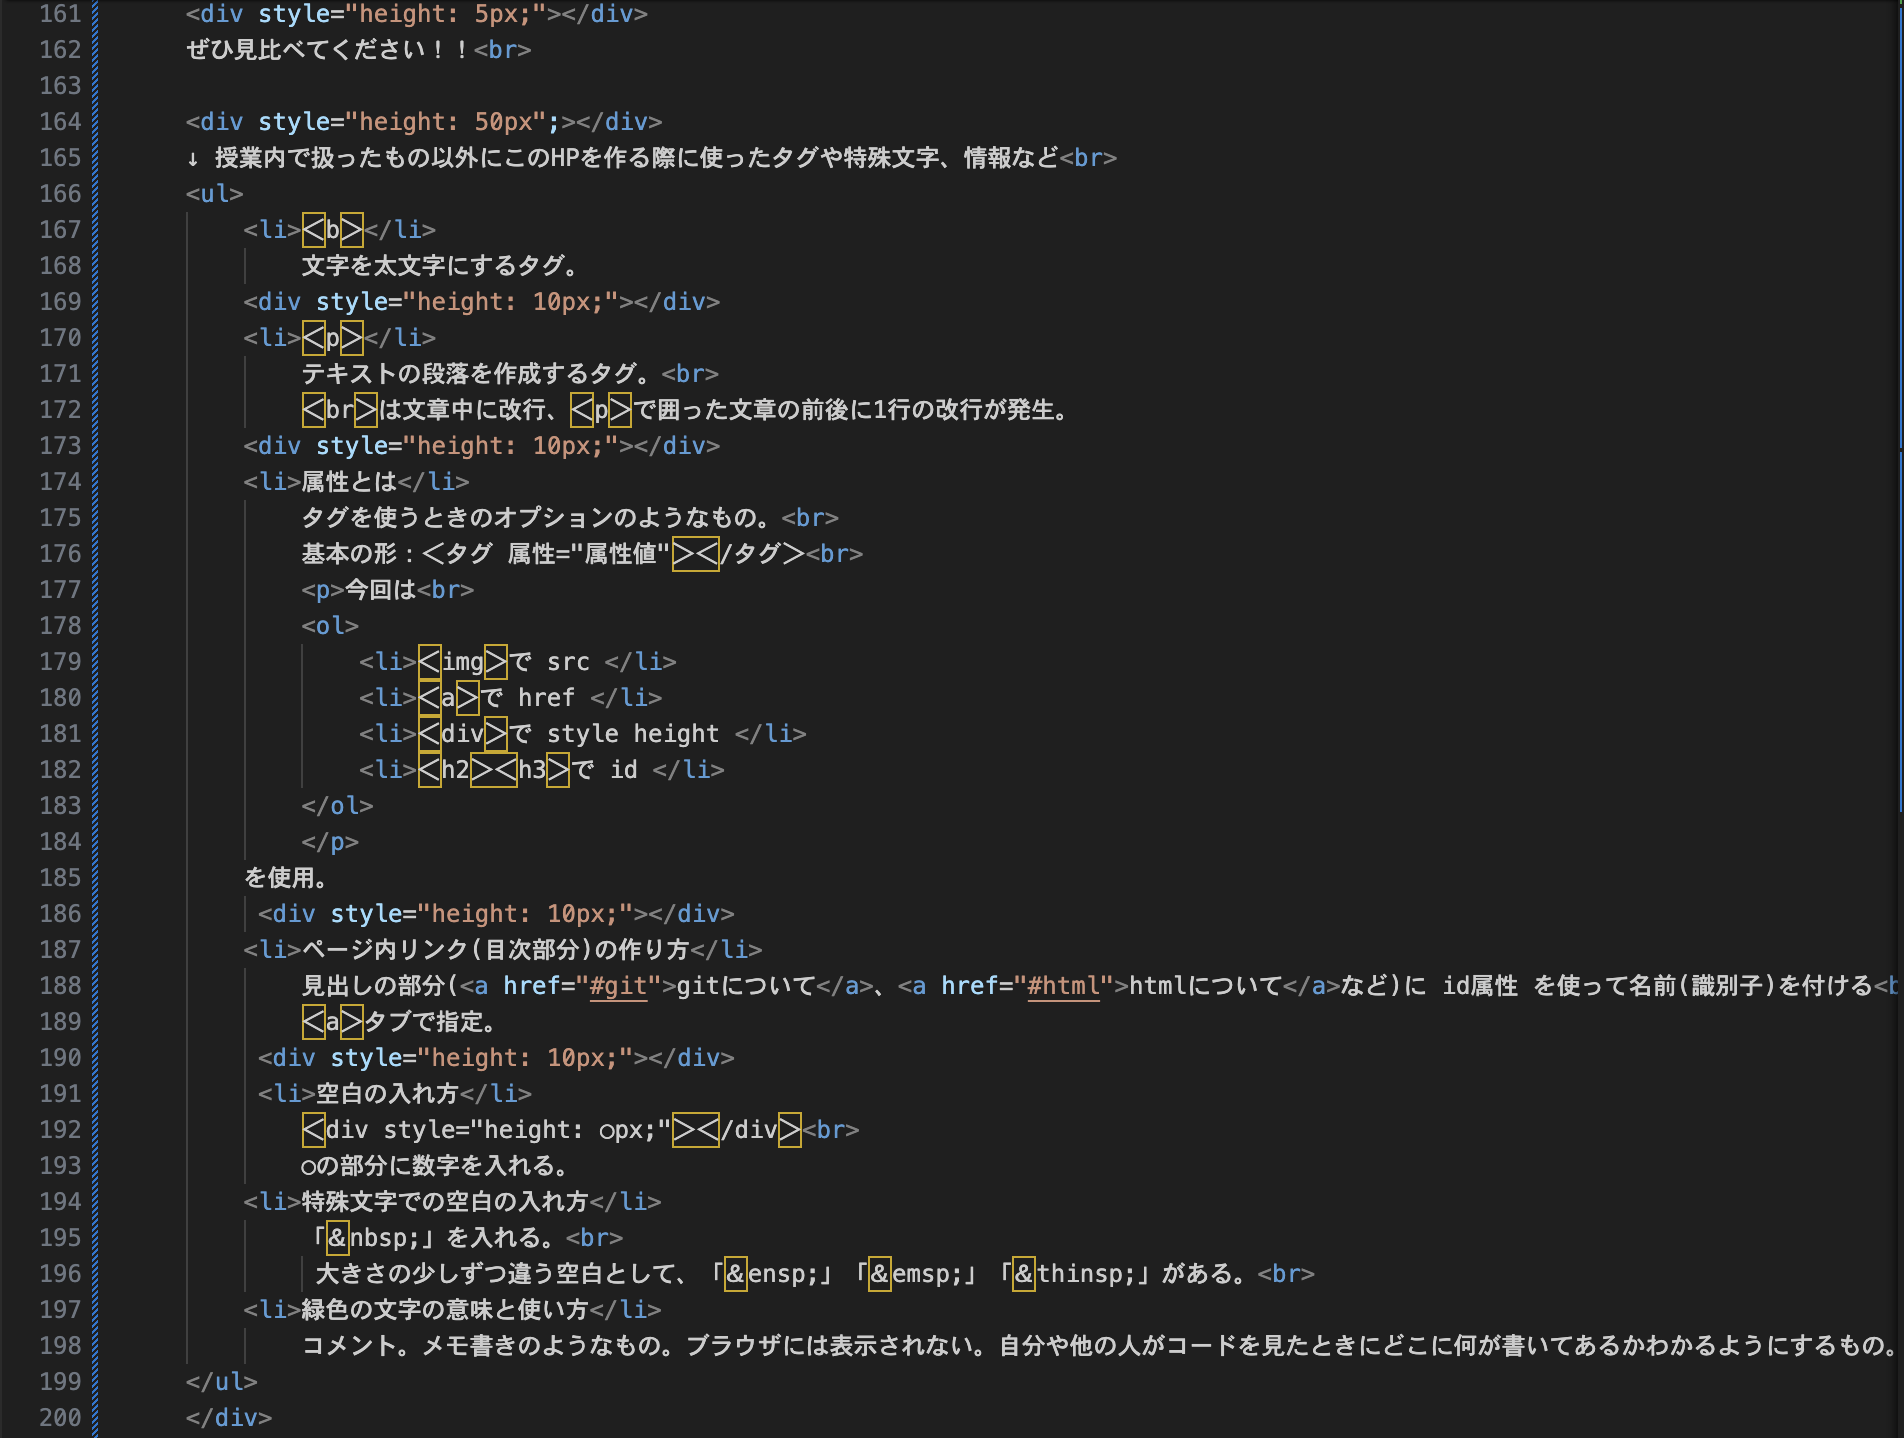 161 <div style="height: 5px;"></div>
162 ぜひ見比べてください！！<br>
163
164 <div style="height: 50px";></div>
165 ↓ 授業内で扱ったもの以外にこのHPを作る際に使ったタグや特殊文字、情報など<br>
166 <ul>
167 <li>＜b＞</li>
168 文字を太文字にするタグ。
169 <div style="height: 10px;"></div>
170 <li>＜p＞</li>
171 テキストの段落を作成するタグ。<br>
172 ＜br＞は文章中に改行、＜p＞で囲った文章の前後に1行の改行が発生。
173 <div style="height: 10px;"></div>
174 <li>属性とは</li>
175 タグを使うときのオプションのようなもの。<br>
176 基本の形：＜タグ 属性="属性値"＞＜/タグ＞<br>
177 <p>今回は<br>
178 <ol>
179 <li>＜img＞で src </li>
180 <li>＜a＞で href </li>
181 <li>＜div＞で style height </li>
182 <li>＜h2＞＜h3＞で id </li>
183 </ol>
184 </p>
185 を使用。
186 <div style="height: 10px;"></div>
187 <li>ページ内リンク(目次部分)の作り方</li>
188 見出しの部分(<a href="#git">gitについて</a>、<a href="#html">htmlについて</a>など)に id属性 を使って名前(識別子)を付ける<b
189 ＜a＞タブで指定。
190 <div style="height: 10px;"></div>
191 <li>空白の入れ方</li>
192 ＜div style="height: ○px;"＞＜/div＞<br>
193 ○の部分に数字を入れる。
194 <li>特殊文字での空白の入れ方</li>
195 「＆nbsp;」を入れる。<br>
196 大きさの少しずつ違う空白として、「＆ensp;」「＆emsp;」「＆thinsp;」がある。<br>
197 <li>緑色の文字の意味と使い方</li>
198 コメント。メモ書きのようなもの。ブラウザには表示されない。自分や他の人がコードを見たときにどこに何が書いてあるかわかるようにするもの。
199 </ul>
200 </div>